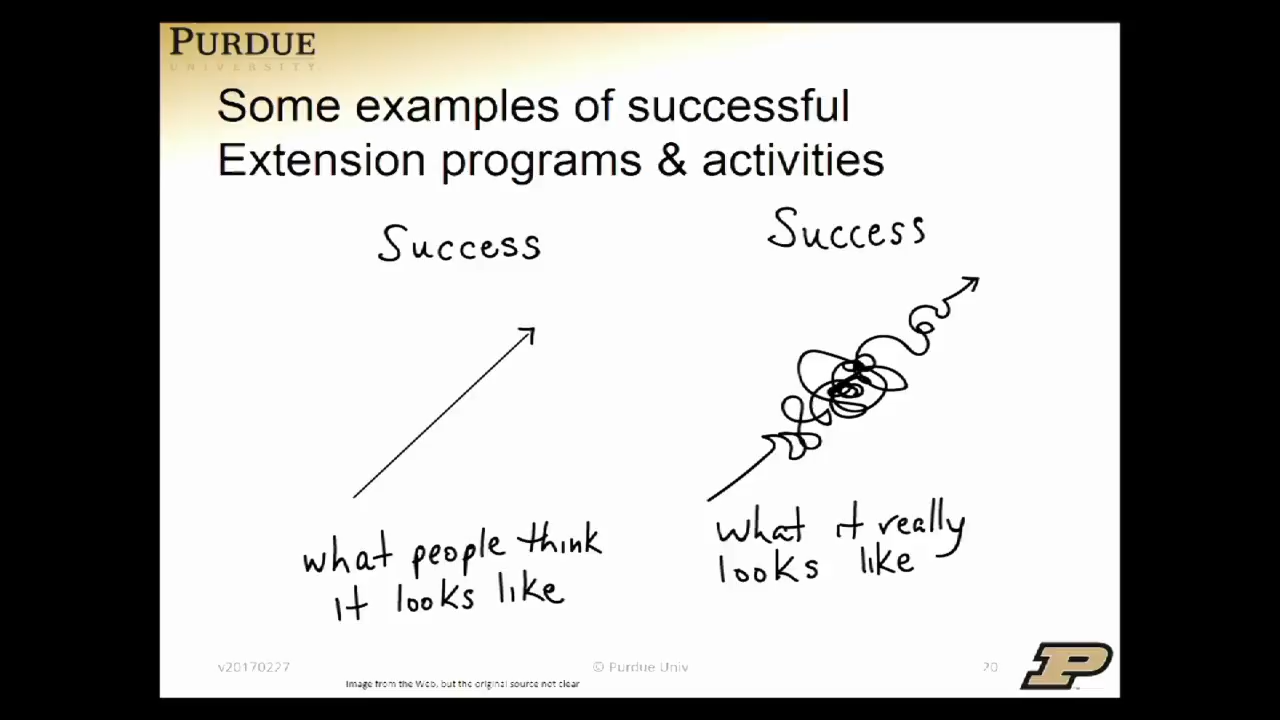 PURDUE
UNIVERSITY
Some examples of successful
Extension programs & activities
Success
what people think
it looks like
Success
what it really
looks like
v20170227
© Purdue Univ
20
Image from the Web, but the original source not clear
P